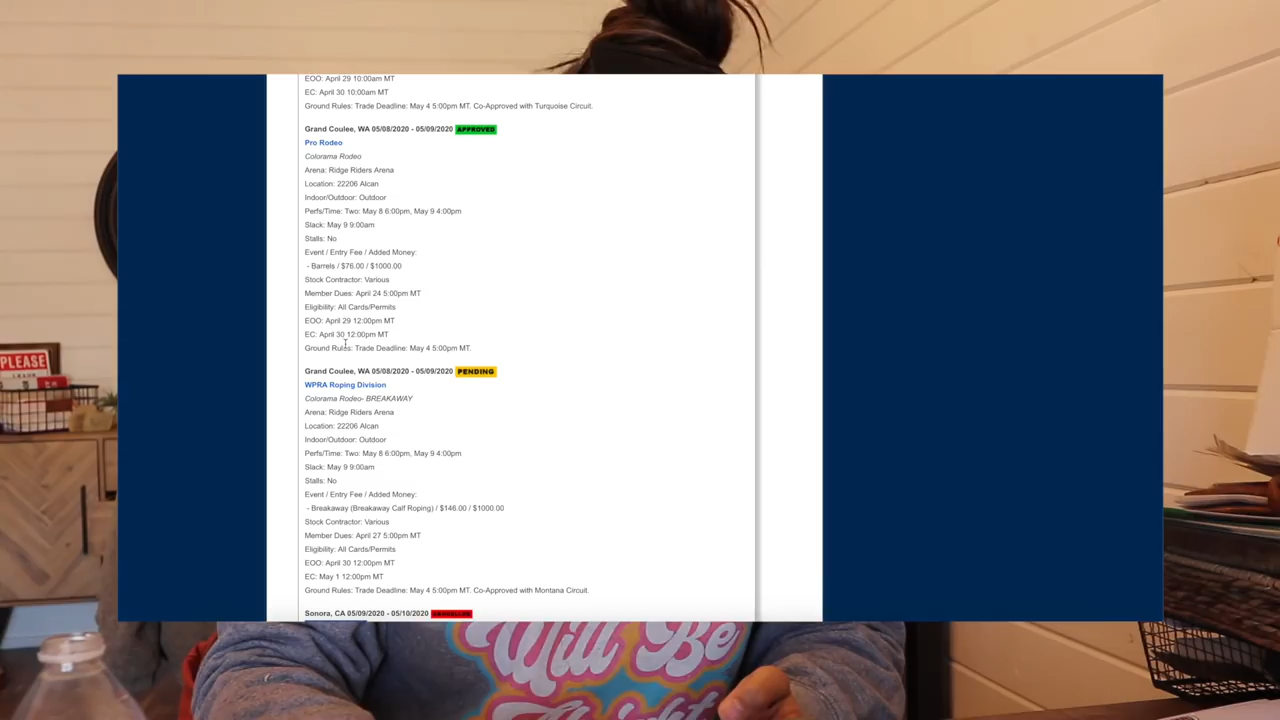 EOO: April 29 10:00am MT
EC: April 30 10:00am MT
Ground Rules: Trade Deadline: May 4 5:00pm MT. Co-Approved with Turquoise Circuit.
Grand Coulee, WA 05/08/2020 - 05/09/2020 APPROVED
Pro Rodeo
Colorama Rodeo
Arena: Ridge Riders Arena
Location: 22206 Alcan
Indoor/Outdoor: Outdoor
Perfs/Time: Two: May 8 6:00pm, May 9 4:00pm
Slack: May 9 9:00am
Stalls: No
Event / Entry Fee / Added Money:
- Barrels / $76.00 / $1000.00
Stock Contractor: Various
Member Dues: April 24 5:00pm MT
Eligibility: All Cards/Permits
EOO: April 29 12:00pm MT
EC: April 30 12:00pm MT
Ground Rules: Trade Deadline: May 4 5:00pm MT.
Grand Coulee, WA 05/08/2020 - 05/09/2020 PENDING
WPRA Roping Division
Colorama Rodeo- BREAKAWAY
Arena: Ridge Riders Arena
Location: 22206 Alcan
Indoor/Outdoor: Outdoor
Perfs/Time: Two: May 8 6:00pm, May 9 4:00pm
Slack: May 9 9:00am
Stalls: No
Event / Entry Fee / Added Money:
- Breakaway (Breakaway Calf Roping) / $146.00 / $1000.00
Stock Contractor: Various
Member Dues: April 27 5:00pm MT
Eligibility: All Cards/Permits
EOO: April 30 12:00pm MT
EC: May 1 12:00pm MT
Ground Rules: Trade Deadline: May 4 5:00pm MT. Co-Approved with Montana Circuit.
Sonora, CA 05/09/2020 - 05/10/2020 CANCELLED
PLEASE
Will Be